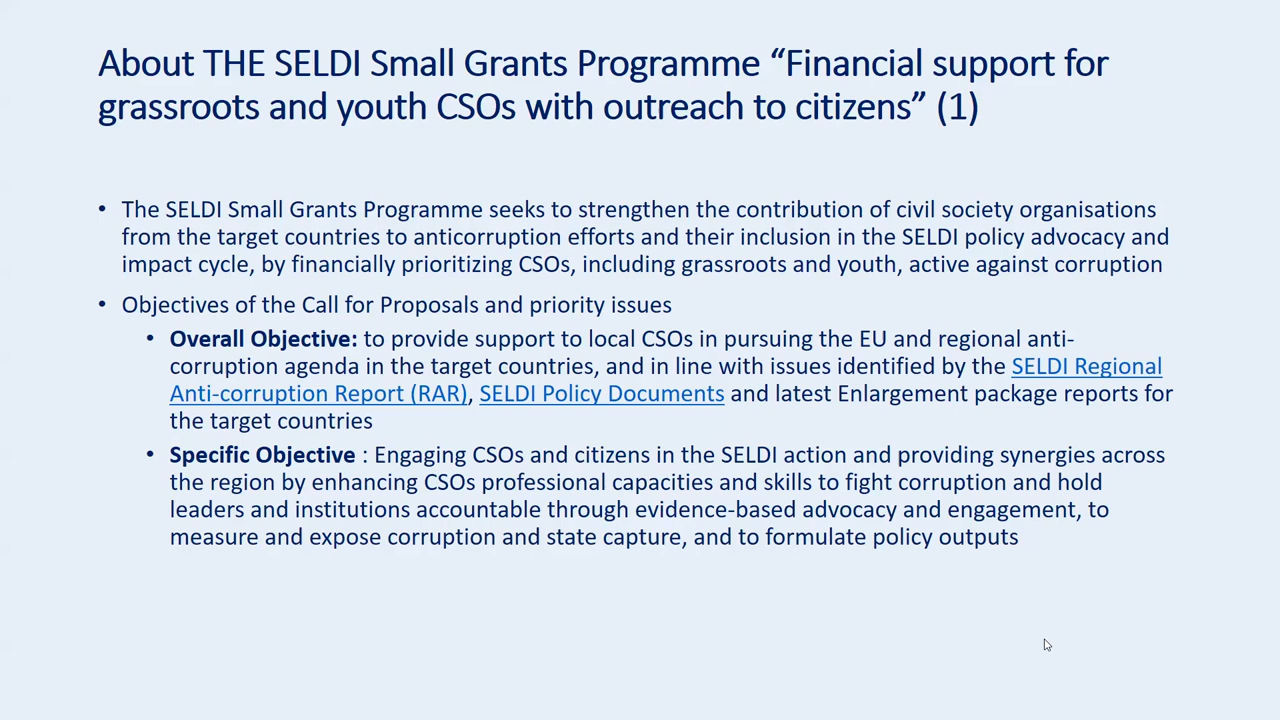 About THE SELDI Small Grants Programme “Financial support for
grassroots and youth CSOs with outreach to citizens” (1)
• The SELDI Small Grants Programme seeks to strengthen the contribution of civil society organisations
from the target countries to anticorruption efforts and their inclusion in the SELDI policy advocacy and
impact cycle, by financially prioritizing CSOs, including grassroots and youth, active against corruption
• Objectives of the Call for Proposals and priority issues
• Overall Objective: to provide support to local CSOs in pursuing the EU and regional anti-
corruption agenda in the target countries, and in line with issues identified by the SELDI Regional
Anti-corruption Report (RAR), SELDI Policy Documents and latest Enlargement package reports for
the target countries
• Specific Objective : Engaging CSOs and citizens in the SELDI action and providing synergies across
the region by enhancing CSOs professional capacities and skills to fight corruption and hold
leaders and institutions accountable through evidence-based advocacy and engagement, to
measure and expose corruption and state capture, and to formulate policy outputs